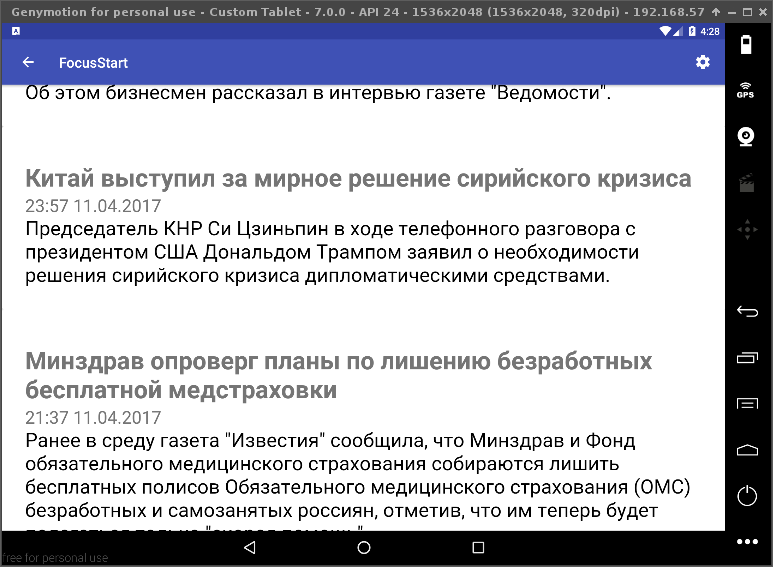 Genymotion for personal use - Custom Tablet - 7.0.0 - API 24 - 1536x2048 (1536x2048, 320dpi) - 192.168.57
A
4:28
FocusStart
GPS
Об этом бизнесмен рассказал в интервью газете "Ведомости".
Китай выступил за мирное решение сирийского кризиса
23:57 11.04.2017
Председатель КНР Си Цзиньпин в ходе телефонного разговора с
президентом США Дональдом Трампом заявил о необходимости
решения сирийского кризиса дипломатическими средствами.
Минздрав опроверг планы по лишению безработных
бесплатной медстраховки
21:37 11.04.2017
Ранее в среду газета "Известия" сообщила, что Минздрав и Фонд
обязательного медицинского страхования собираются лишить
бесплатных полисов Обязательного медицинского страхования (ОМС)
безработных и самозанятых россиян, отметив, что им теперь будет
free for personal use